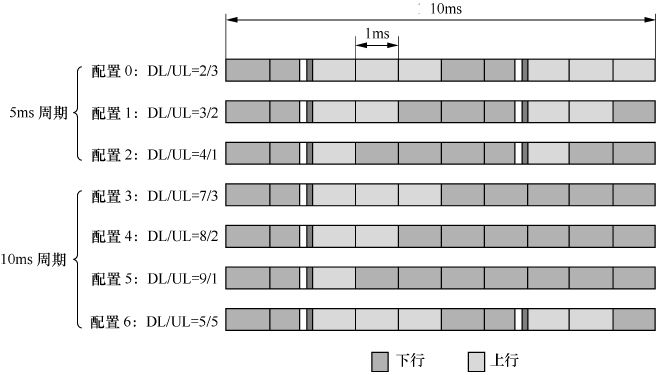 10ms
1ms
配置 0：DL/UL=2/3
5ms 周期
配置 1：DL/UL=3/2
配置 2：DL/UL=4/1
配置 3：DL/UL=7/3
配置 4：DL/UL=8/2
10ms 周期
配置 5：DL/UL=9/1
配置 6：DL/UL=5/5
下行
上行